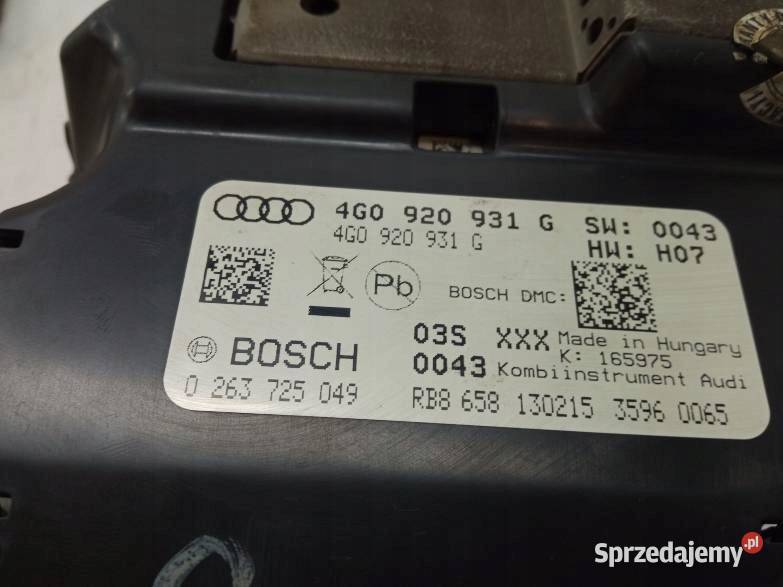 4G0 920 931 G SW: 0043
4G0 920 931 G HW: H07
Pb
BOSCH DMC:
BOSCH
03S XXX Made in Hungary
K: 165975
0043 Kombiinstrument Audi
0 263 725 049 RB8 658 130215 3596 0065
Sprzedajemy.pl